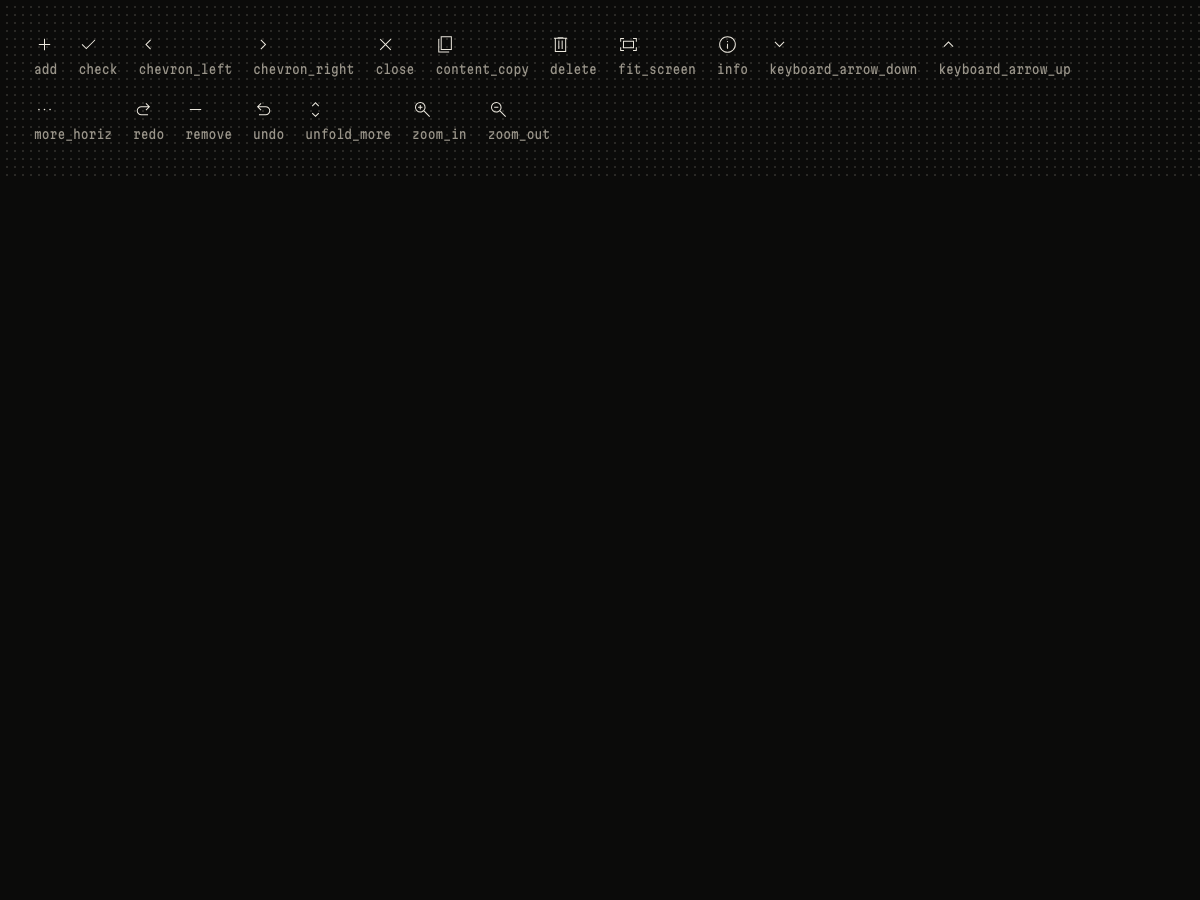 add check chevron_left chevron_right close content_copy delete fit_screen info keyboard_arrow_down keyboard_arrow_up
more_horiz redo remove undo unfold_more zoom_in zoom_out